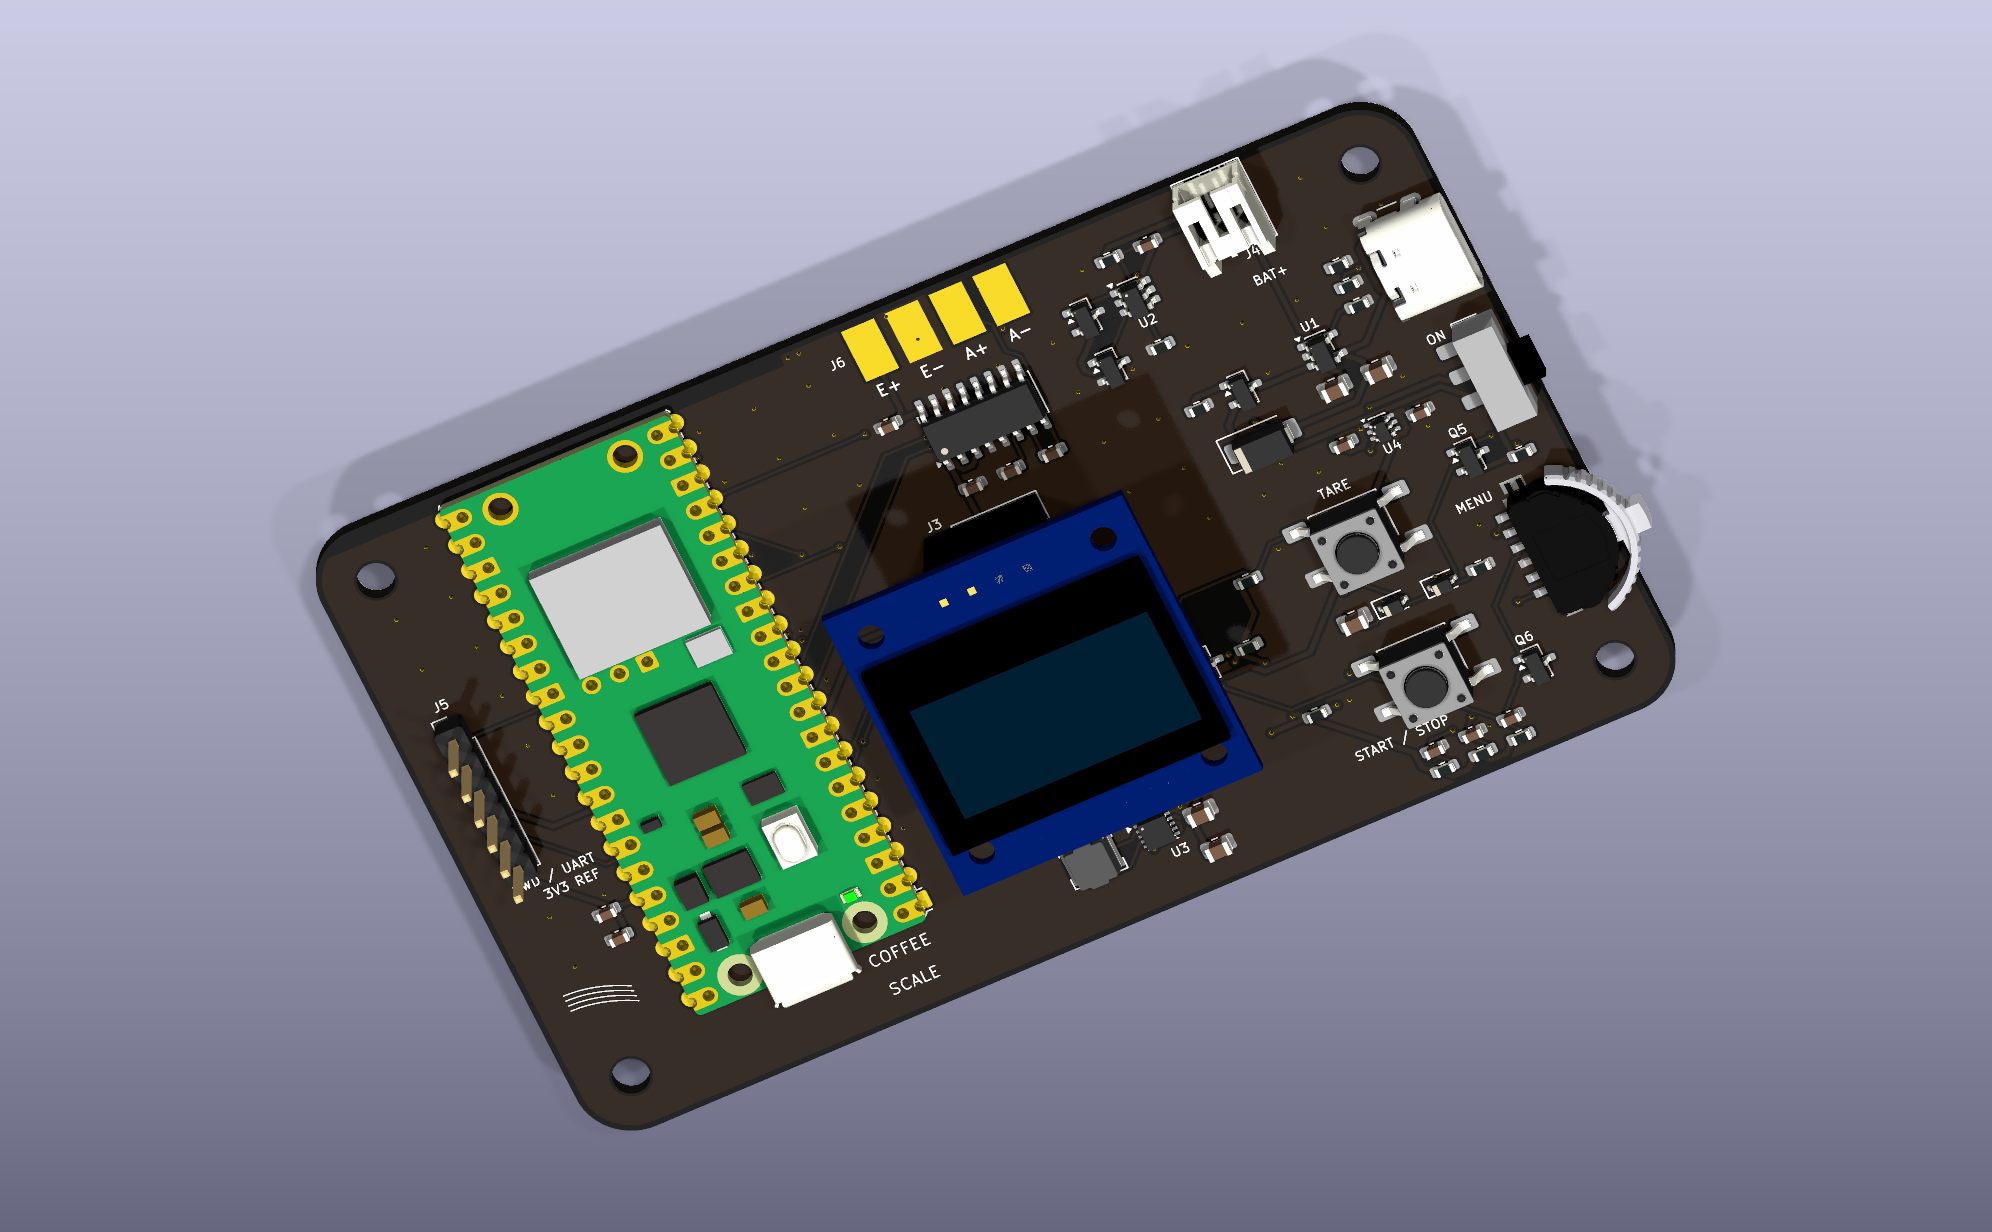 J4
BAT+
U2
U1
ON
J6
E+
E−
A+
A−
Q5
U4
TARE
MENU
J3
Q6
START / STOP
J5
U3
/ UART
3V3 REF
COFFEE
SCALE